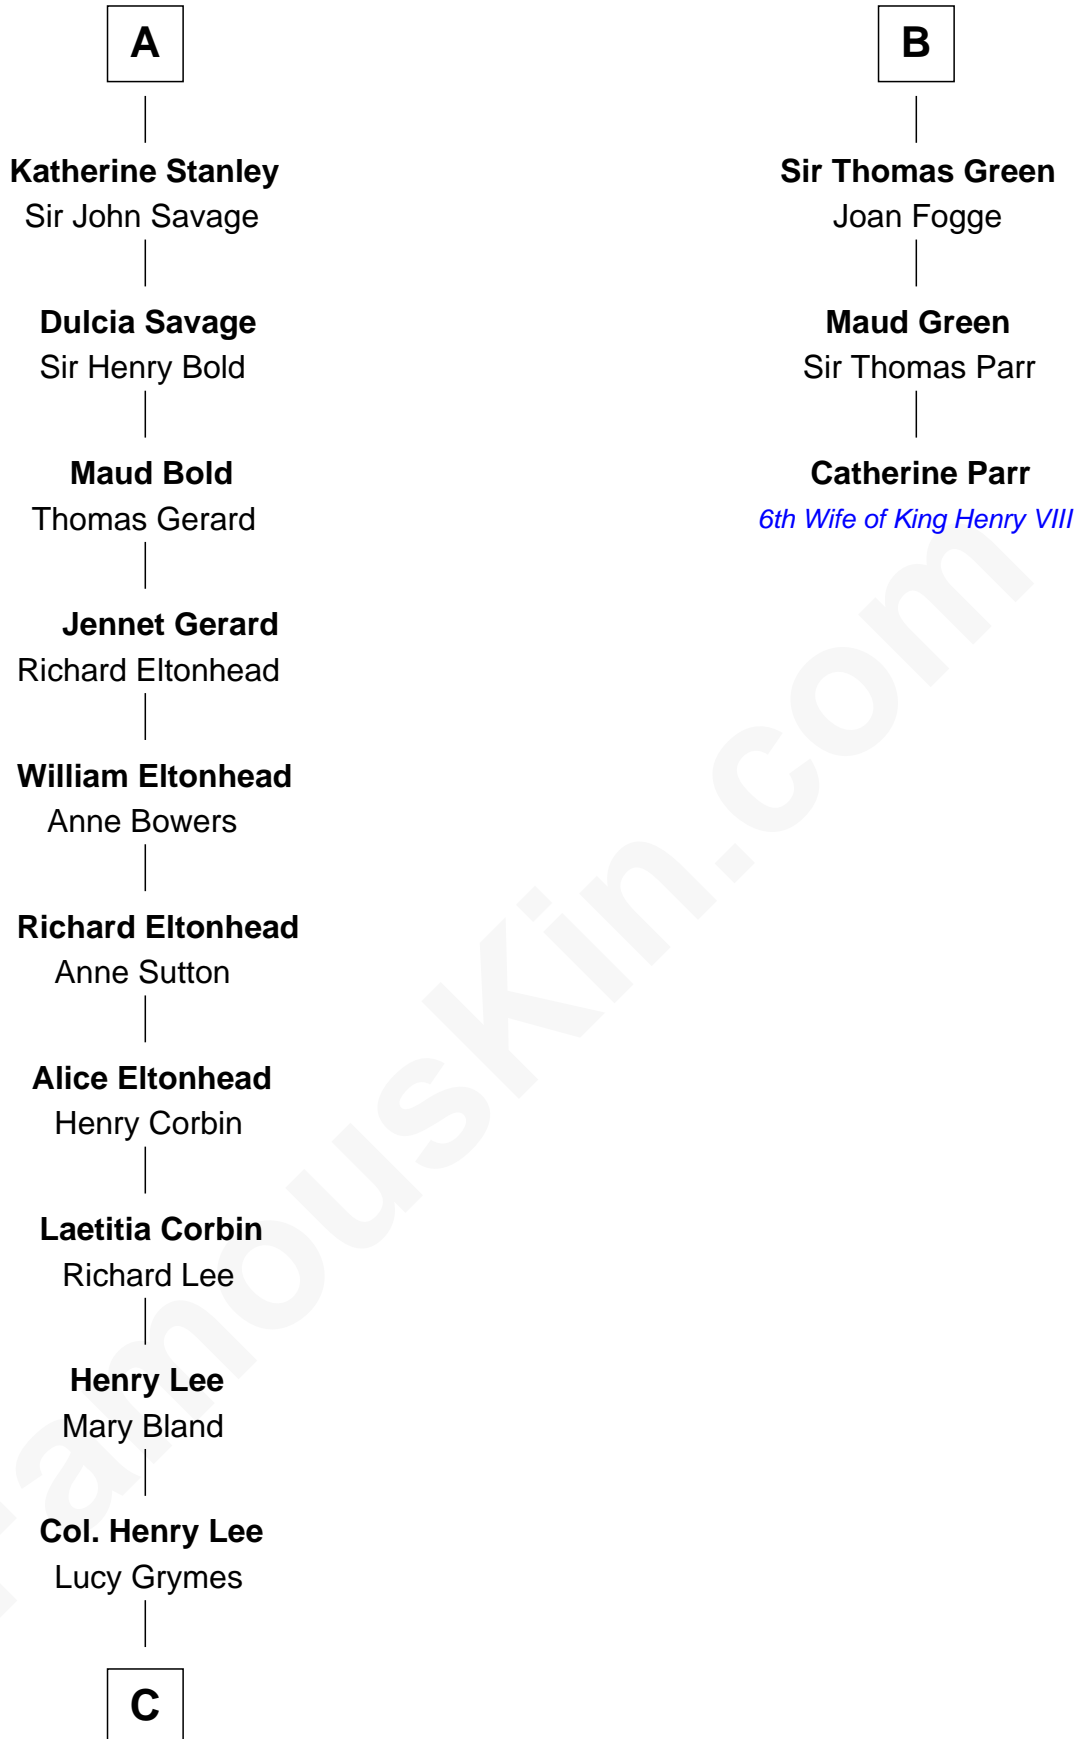 A
Katherine Stanley
Sir John Savage
Dulcia Savage
Sir Henry Bold
Maud Bold
Thomas Gerard
Jennet Gerard
Richard Eltonhead
William Eltonhead
Anne Bowers
Richard Eltonhead
Anne Sutton
Alice Eltonhead
Henry Corbin
Laetitia Corbin
Richard Lee
Henry Lee
Mary Bland
Col. Henry Lee
Lucy Grymes
C
B
Sir Thomas Green
Joan Fogge
Maud Green
Sir Thomas Parr
Catherine Parr
6th Wife of King Henry VIII
FamousKin.com